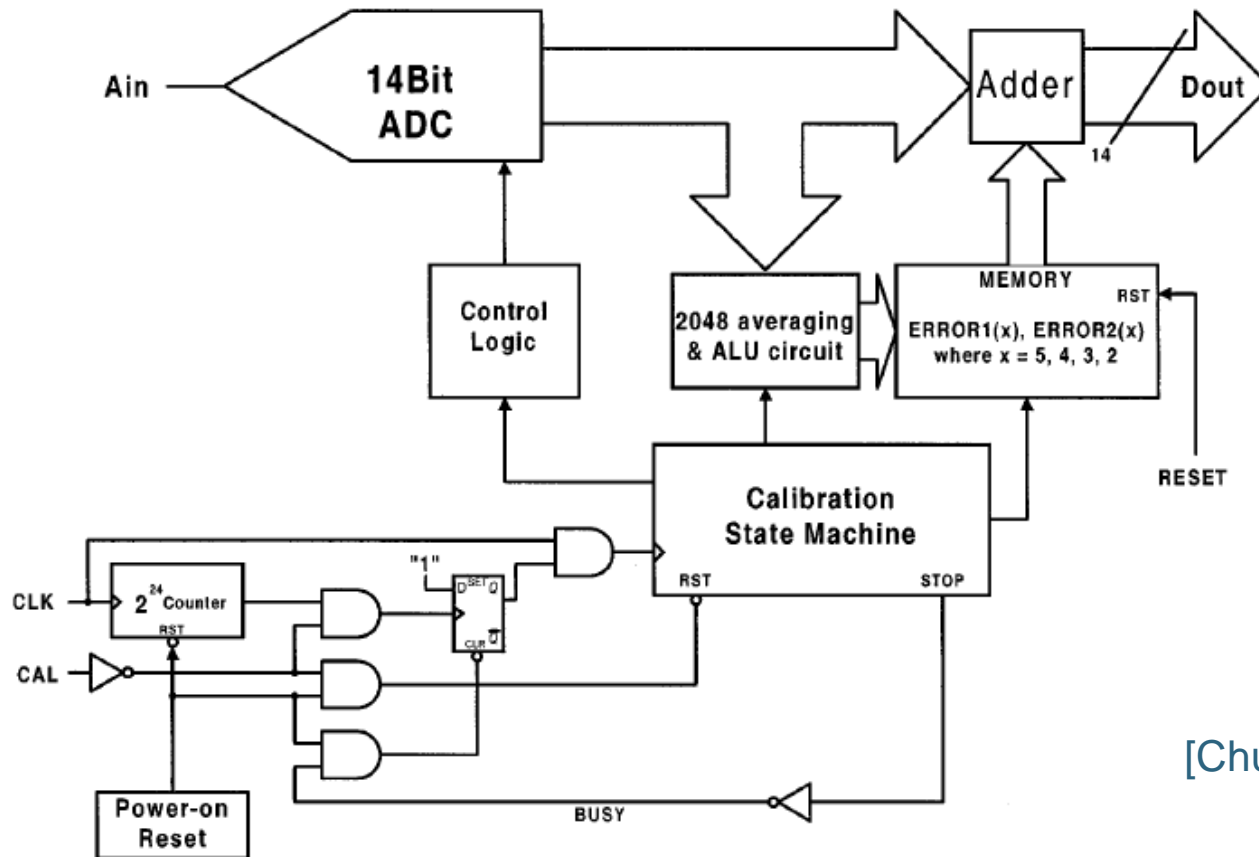 Ain
14Bit
ADC
Adder
Dout
14
Control
Logic
2048 averaging
& ALU circuit
MEMORY
RST
ERROR1(x), ERROR2(x)
where x = 5, 4, 3, 2
RESET
Calibration
State Machine
RST
STOP
"1"
D SET Q
Q
CLR
CLK
2^24 Counter
RST
CAL
Power-on
Reset
BUSY
[Chu